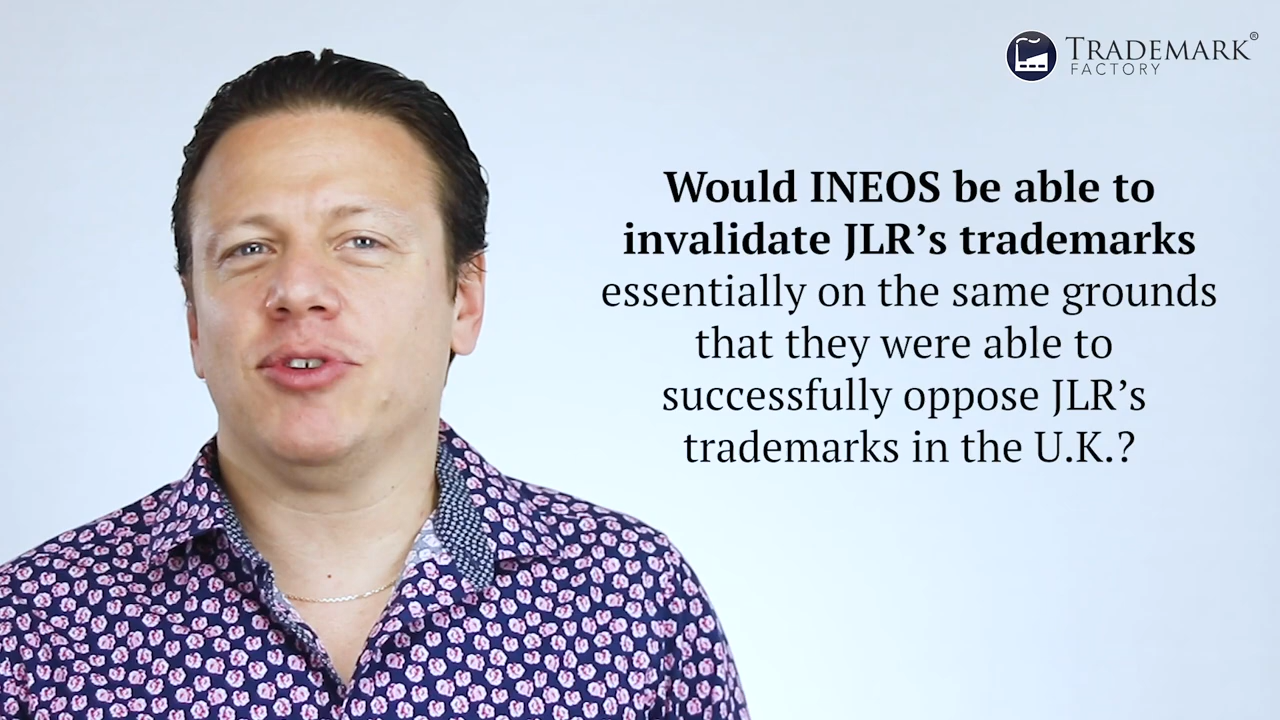 TRADEMARK®
FACTORY
Would INEOS be able to
invalidate JLR’s trademarks
essentially on the same grounds
that they were able to
successfully oppose JLR’s
trademarks in the U.K.?